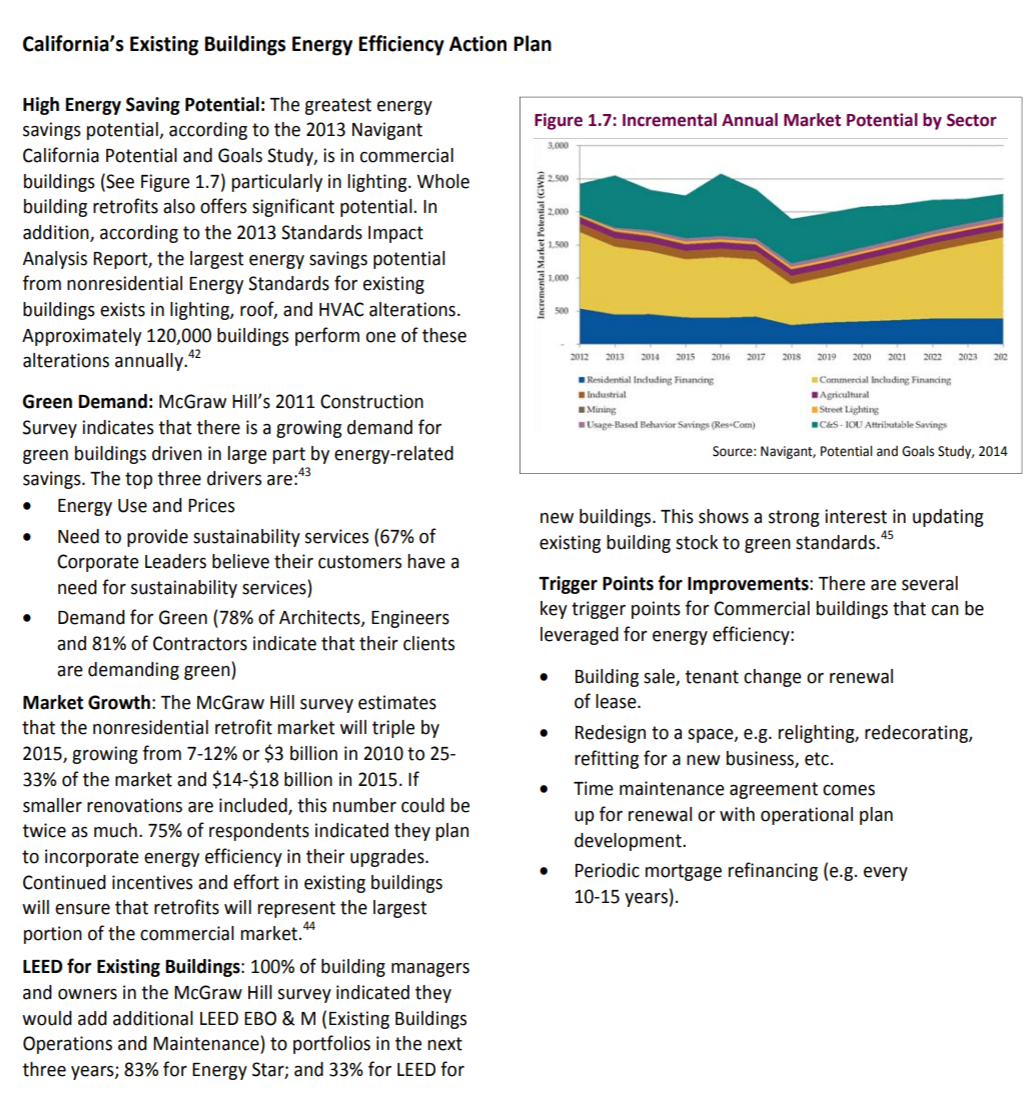 California's Existing Buildings Energy Efficiency Action Plan
High Energy Saving Potential: The greatest energy
savings potential, according to the 2013 Navigant
California Potential and Goals Study, is in commercial
buildings (See Figure 1.7) particularly in lighting. Whole
building retrofits also offers significant potential. In
addition, according to the 2013 Standards Impact
Analysis Report, the largest energy savings potential
from nonresidential Energy Standards for existing
buildings exists in lighting, roof, and HVAC alterations.
Approximately 120,000 buildings perform one of these
alterations annually.42
Green Demand: McGraw Hill's 2011 Construction
Survey indicates that there is a growing demand for
green buildings driven in large part by energy-related
savings. The top three drivers are:43
• Energy Use and Prices
• Need to provide sustainability services (67% of
Corporate Leaders believe their customers have a
need for sustainability services)
• Demand for Green (78% of Architects, Engineers
and 81% of Contractors indicate that their clients
are demanding green)
Market Growth: The McGraw Hill survey estimates
that the nonresidential retrofit market will triple by
2015, growing from 7-12% or $3 billion in 2010 to 25-
33% of the market and $14-$18 billion in 2015. If
smaller renovations are included, this number could be
twice as much. 75% of respondents indicated they plan
to incorporate energy efficiency in their upgrades.
Continued incentives and effort in existing buildings
will ensure that retrofits will represent the largest
portion of the commercial market.44
LEED for Existing Buildings: 100% of building managers
and owners in the McGraw Hill survey indicated they
would add additional LEED EBO & M (Existing Buildings
Operations and Maintenance) to portfolios in the next
three years; 83% for Energy Star; and 33% for LEED for
Figure 1.7: Incremental Annual Market Potential by Sector
Incremental Market Potential (GWh)
3,000
2,500
2,000
1,500
1,000
500
-
2012 2013 2014 2015 2016 2017 2018 2019 2020 2021 2022 2023 202
Residential Including Financing Commercial Including Financing
Industrial Agricultural
Mining Street Lighting
Usage-Based Behavior Savings (Res+Com) C&S - IOU Attributable Savings
Source: Navigant, Potential and Goals Study, 2014
new buildings. This shows a strong interest in updating
existing building stock to green standards.45
Trigger Points for Improvements: There are several
key trigger points for Commercial buildings that can be
leveraged for energy efficiency:
• Building sale, tenant change or renewal
of lease.
• Redesign to a space, e.g. relighting, redecorating,
refitting for a new business, etc.
• Time maintenance agreement comes
up for renewal or with operational plan
development.
• Periodic mortgage refinancing (e.g. every
10-15 years).